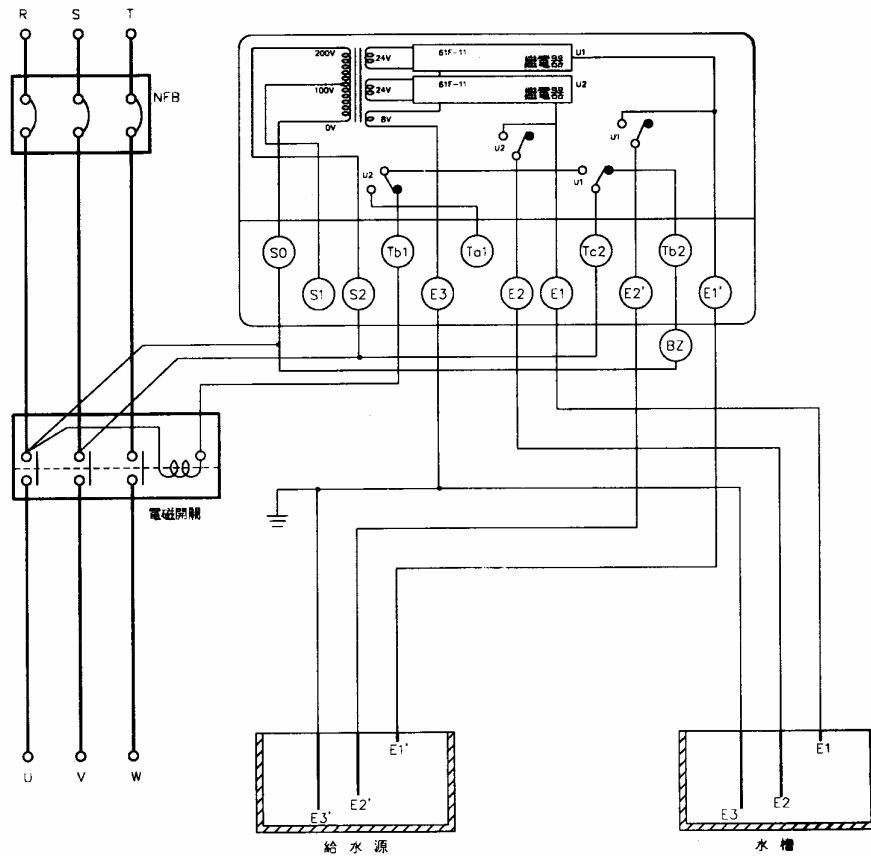 R S T
NFB
200V
100V
0V
24V
24V
8V
61F-11 繼電器 U1
61F-11 繼電器 U2
U2
U1
U2
U1
S0
Tb1
Ta1
Tc2
Tb2
S1
S2
E3
E2
E1
E2'
E1'
BZ
電磁開關
U V W
E1'
E2'
E3'
給水源
E1
E2
E3
水槽